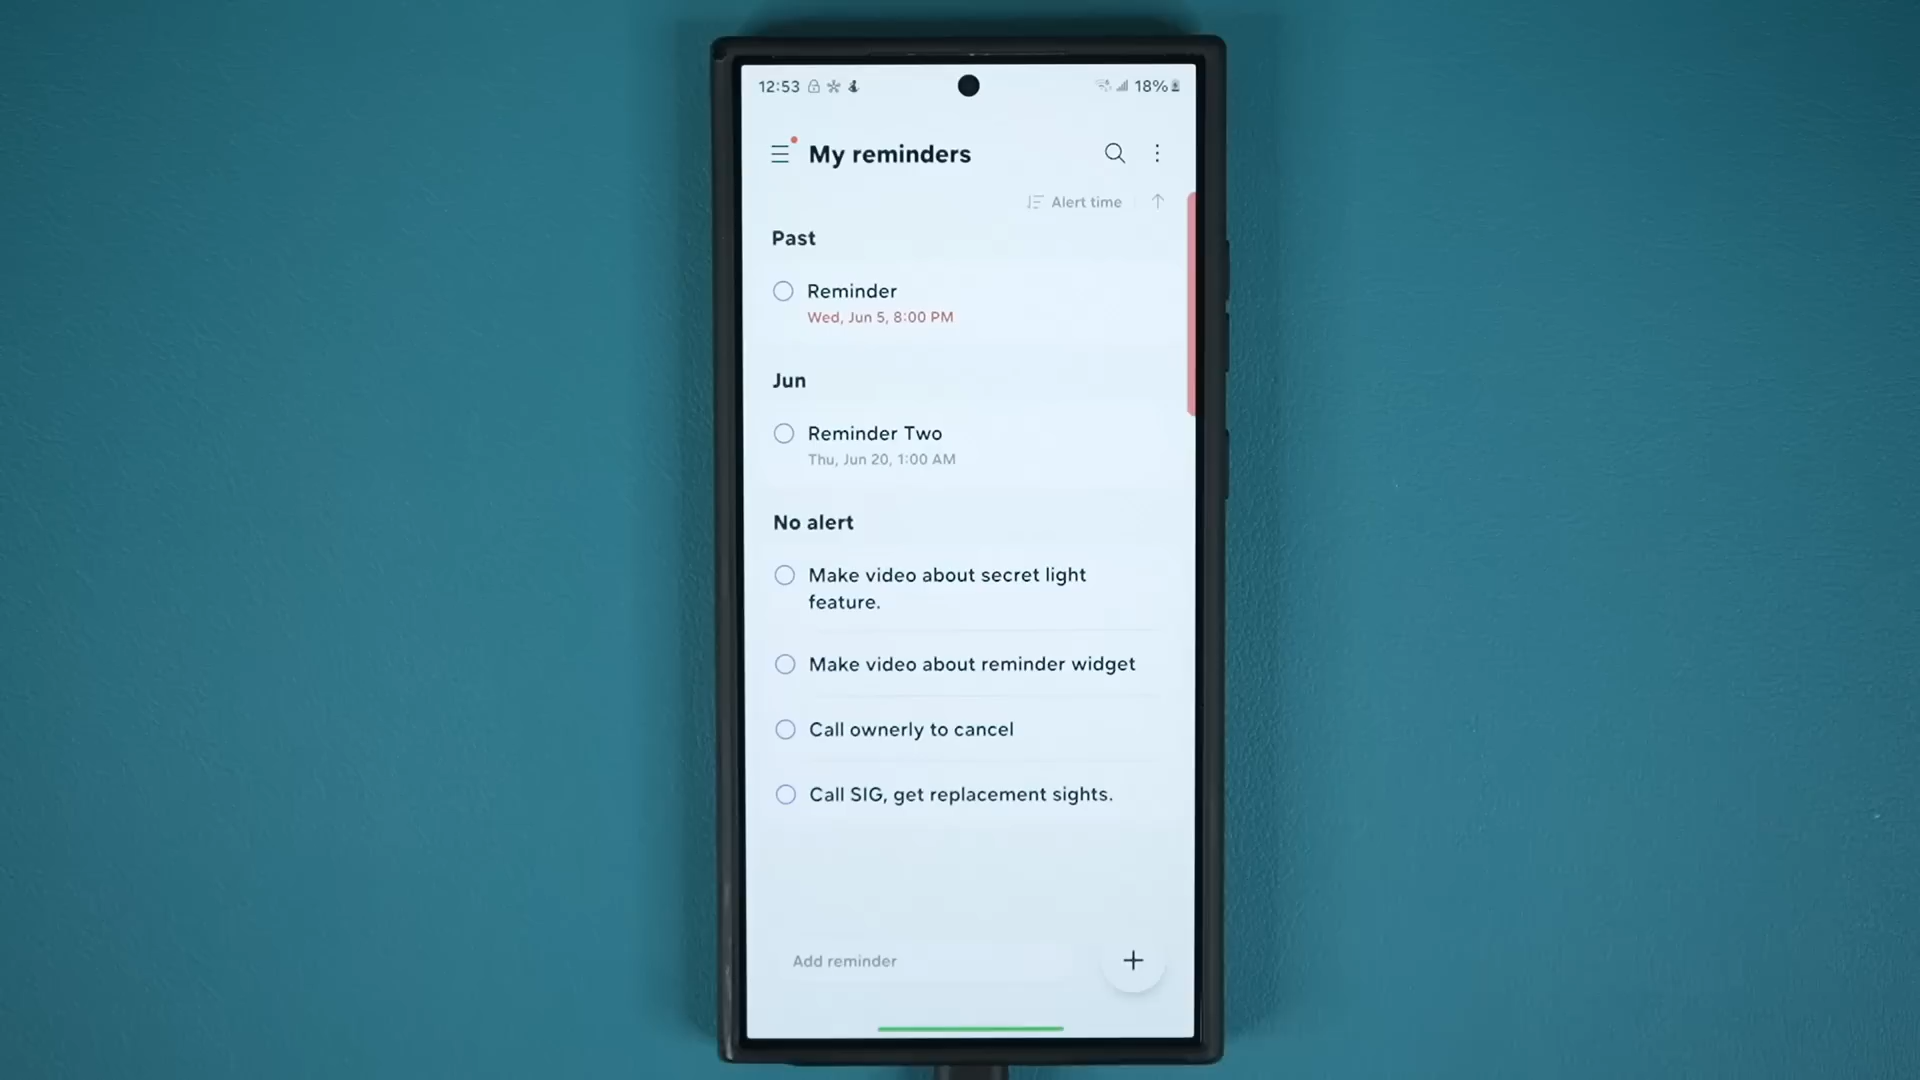 12:53
18%
My reminders
Alert time
Past
Reminder
Wed, Jun 5, 8:00 PM
Jun
Reminder Two
Thu, Jun 20, 1:00 AM
No alert
Make video about secret light
feature.
Make video about reminder widget
Call ownerly to cancel
Call SIG, get replacement sights.
Add reminder